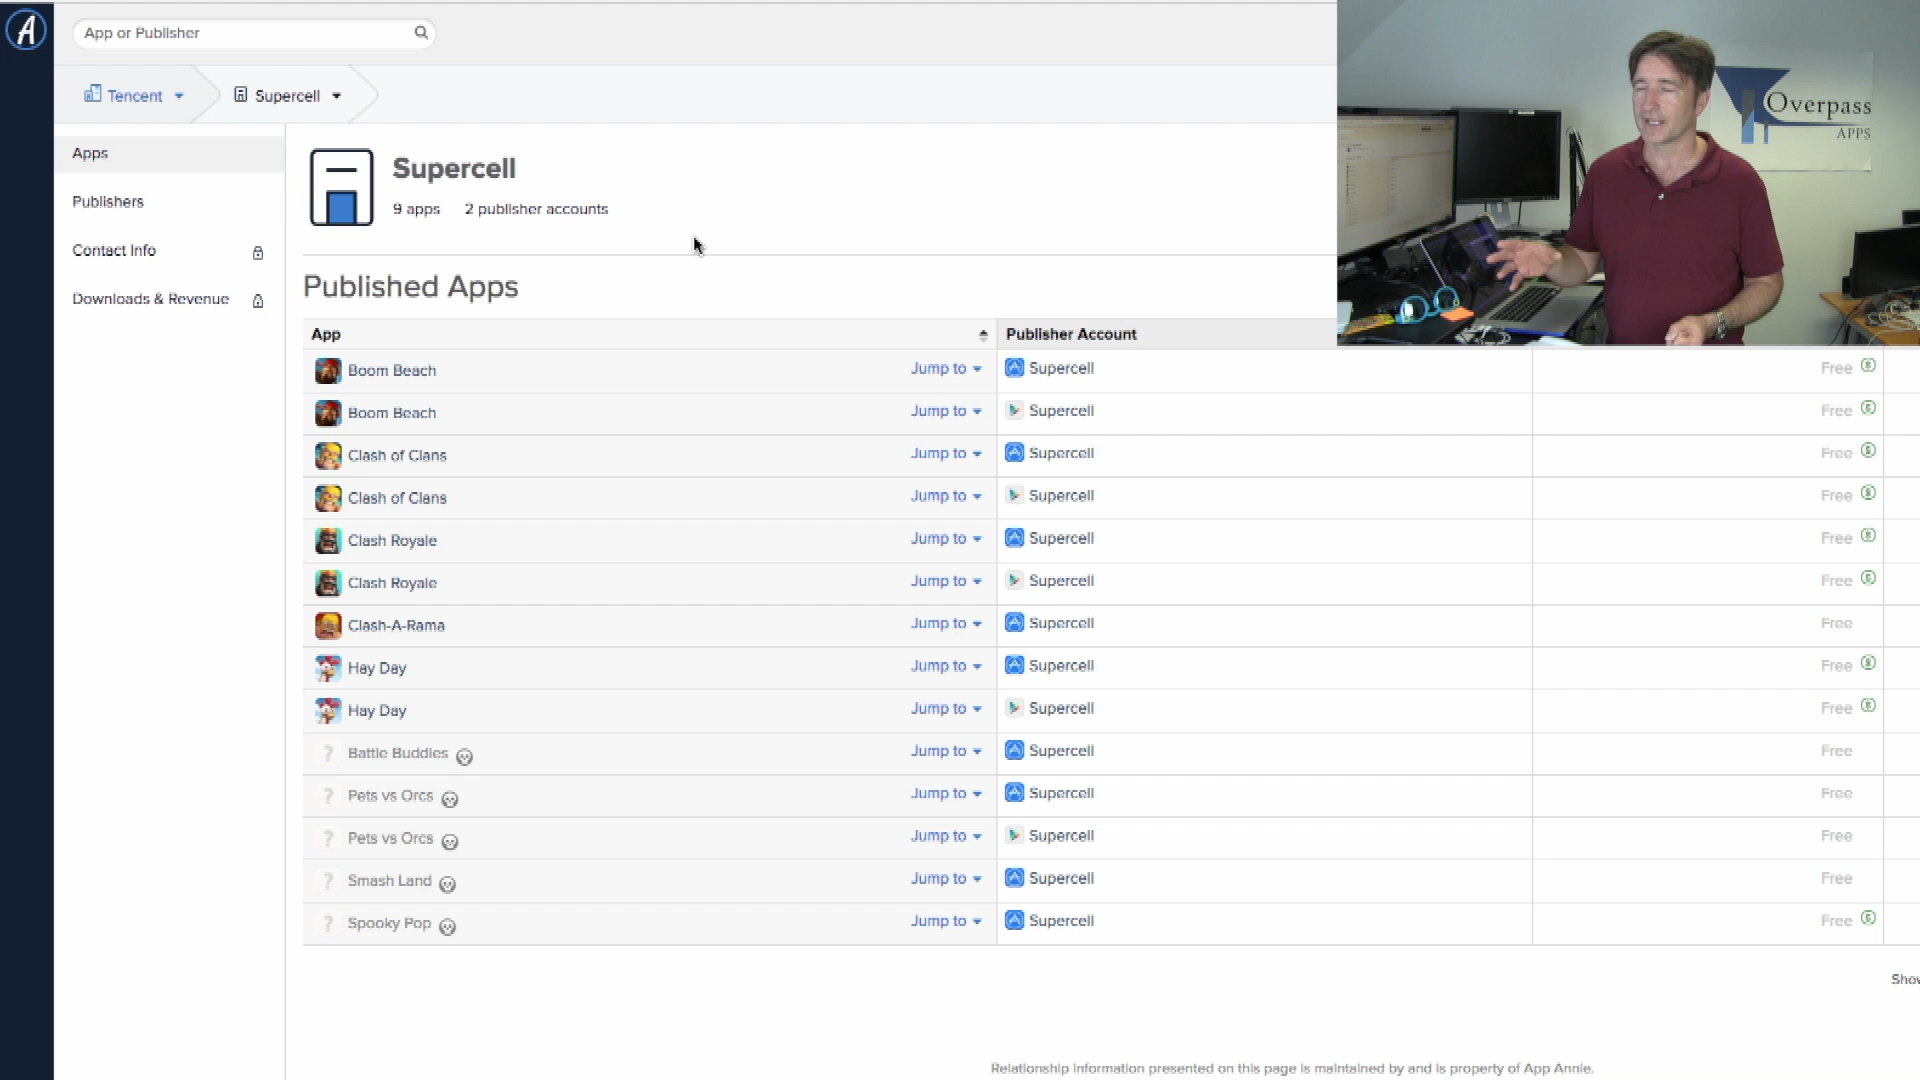 App or Publisher
Tencent
Supercell
Apps
Publishers
Contact Info
Downloads & Revenue
Supercell
9 apps 2 publisher accounts
Published Apps
App Publisher Account
Boom Beach Jump to Supercell Free
Boom Beach Jump to Supercell Free
Clash of Clans Jump to Supercell Free
Clash of Clans Jump to Supercell Free
Clash Royale Jump to Supercell Free
Clash Royale Jump to Supercell Free
Clash-A-Rama Jump to Supercell Free
Hay Day Jump to Supercell Free
Hay Day Jump to Supercell Free
? Battle Buddies Jump to Supercell Free
? Pets vs Orcs Jump to Supercell Free
? Pets vs Orcs Jump to Supercell Free
? Smash Land Jump to Supercell Free
? Spooky Pop Jump to Supercell Free
Relationship information presented on this page is maintained by and is property of App Annie.
Overpass
APPS